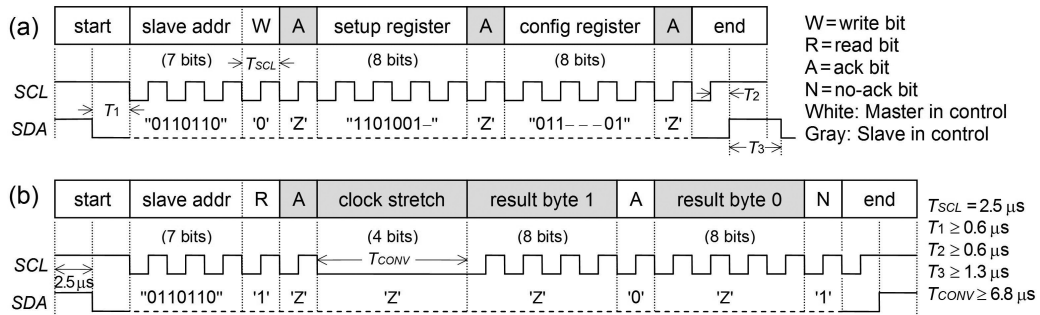 (a) start slave addr W A setup register A config register A end
(7 bits) TSCL (8 bits) (8 bits)
SCL
T1 T2
SDA "0110110" '0' 'Z' "1101001–" 'Z' "011– – –01" 'Z'
T3
W=write bit
R=read bit
A=ack bit
N=no-ack bit
White: Master in control
Gray: Slave in control
(b) start slave addr R A clock stretch result byte 1 A result byte 0 N end
(7 bits) (4 bits) (8 bits) (8 bits)
SCL TCONV
2.5 µs
SDA "0110110" '1' 'Z' 'Z' 'Z' '0' 'Z' '1'
TSCL = 2.5 µs
T1 ≥ 0.6 µs
T2 ≥ 0.6 µs
T3 ≥ 1.3 µs
TCONV ≥ 6.8 µs